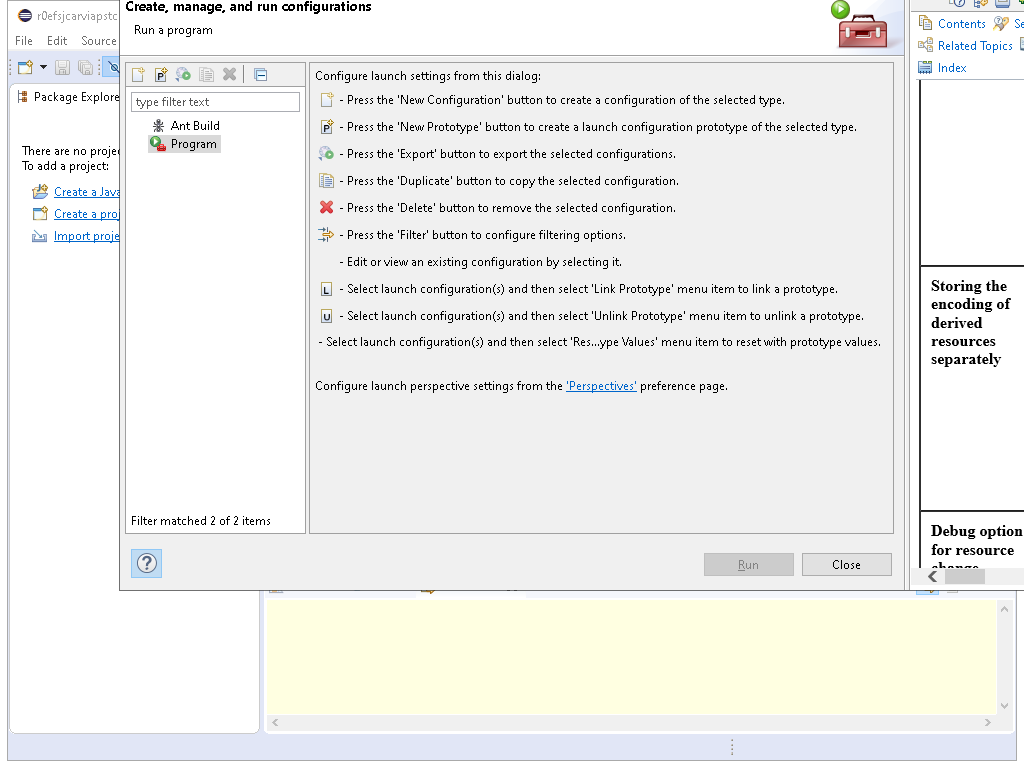 r0efsjcarviapstc
File Edit Source
Package Explore
There are no projec
To add a project:
Create a Java
Create a proj
Import proje
Create, manage, and run configurations
Run a program
type filter text
Ant Build
Program
Filter matched 2 of 2 items
Configure launch settings from this dialog:
- Press the 'New Configuration' button to create a configuration of the selected type.
- Press the 'New Prototype' button to create a launch configuration prototype of the selected type.
- Press the 'Export' button to export the selected configurations.
- Press the 'Duplicate' button to copy the selected configuration.
- Press the 'Delete' button to remove the selected configuration.
- Press the 'Filter' button to configure filtering options.
- Edit or view an existing configuration by selecting it.
- Select launch configuration(s) and then select 'Link Prototype' menu item to link a prototype.
- Select launch configuration(s) and then select 'Unlink Prototype' menu item to unlink a prototype.
- Select launch configuration(s) and then select 'Res...ype Values' menu item to reset with prototype values.
Configure launch perspective settings from the 'Perspectives' preference page.
Run Close
Contents Se
Related Topics
Index
Storing the
encoding of
derived
resources
separately
Debug option
for resource
change